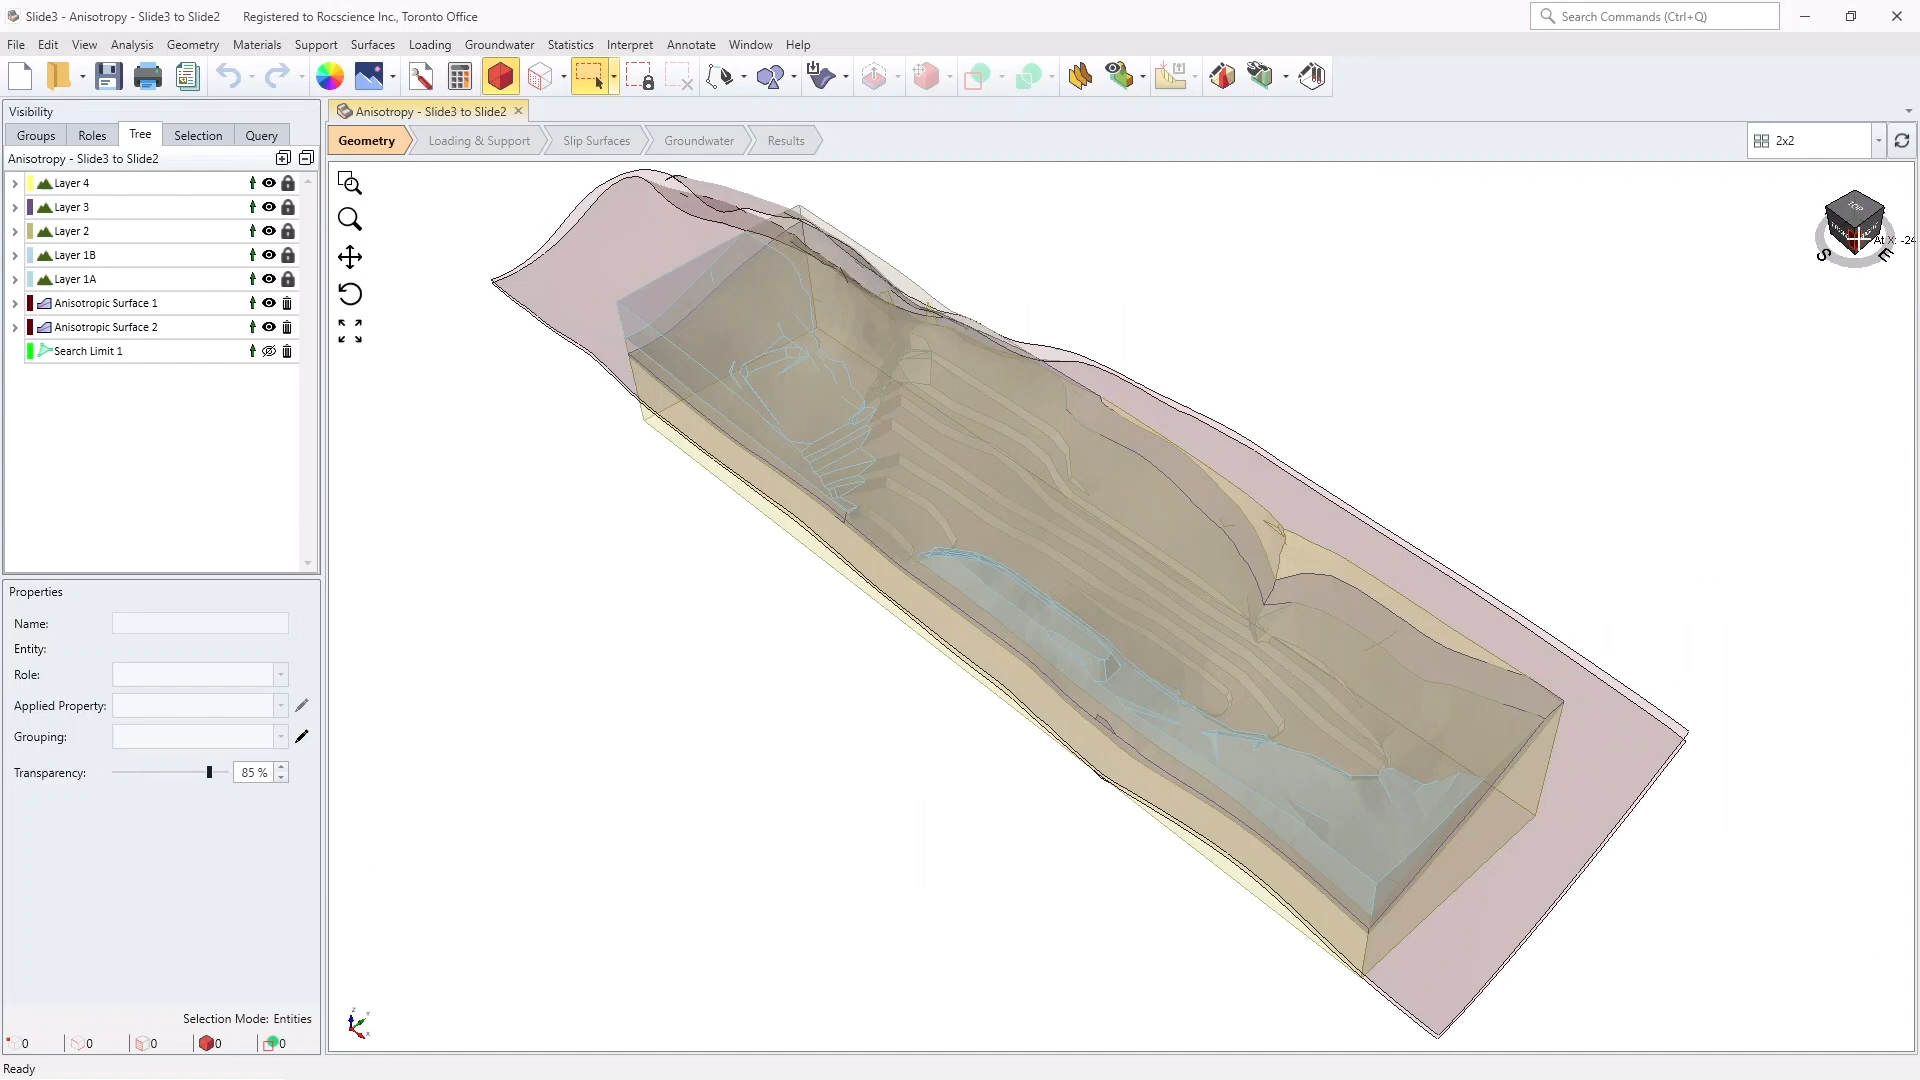 Slide3 - Anisotropy - Slide3 to Slide2 Registered to Rocscience Inc., Toronto Office
Search Commands (Ctrl+Q)
File Edit View Analysis Geometry Materials Support Surfaces Loading Groundwater Statistics Interpret Annotate Window Help
Visibility
Anisotropy - Slide3 to Slide2
Groups Roles Tree Selection Query
Geometry Loading & Support Slip Surfaces Groundwater Results
2x2
Anisotropy - Slide3 to Slide2
Layer 4
Layer 3
Layer 2
Layer 1B
Layer 1A
Anisotropic Surface 1
Anisotropic Surface 2
Search Limit 1
TOP
At X: -24
S
E
Properties
Name:
Entity:
Role:
Applied Property:
Grouping:
Transparency: 85 %
Selection Mode: Entities
0 0 0 0 0
Z
Y
X
Ready